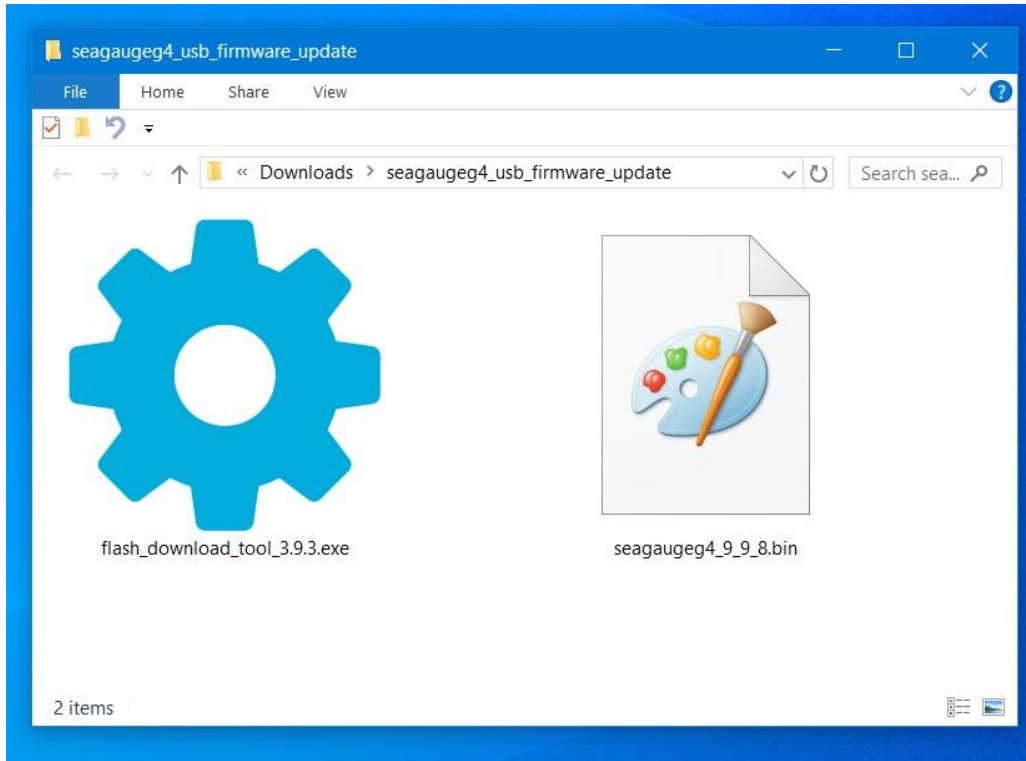 seagaugeg4_usb_firmware_update
File Home Share View
« Downloads > seagaugeg4_usb_firmware_update
Search sea...
flash_download_tool_3.9.3.exe
seagaugeg4_9_9_8.bin
2 items